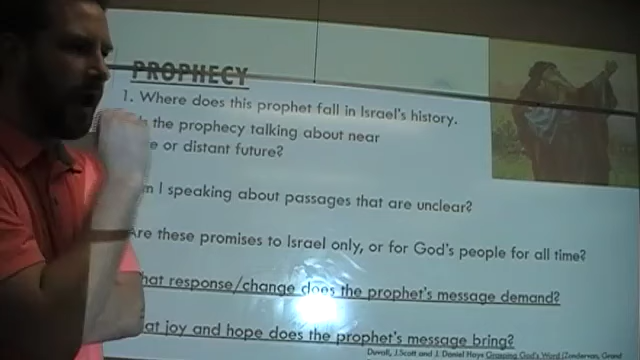 PROPHECY
1. Where does this prophet fall in Israel's history.
the prophecy talking about near
or distant future?
I speaking about passages that are unclear?
Are these promises to Israel only, or for God's people for all time?
hat response/change does the prophet's message demand?
at joy and hope does the prophet's message bring?
Duvall, J.Scott and J. Daniel Hays Grasping God's Word (Zondervan, Grand